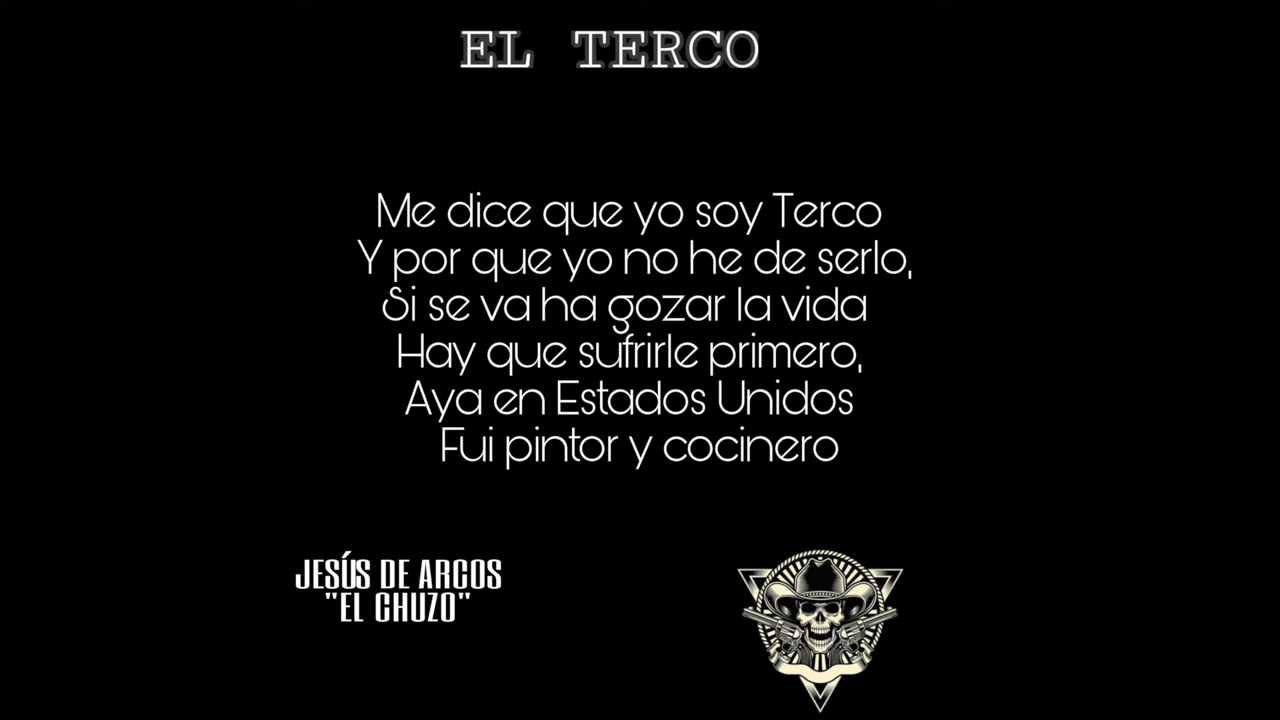 EL TERCO
Me dice que yo soy Terco
Y por que yo no he de serlo,
Si se va ha gozar la vida
Hay que sufrirle primero,
Aya en Estados Unidos
Fui pintor y cocinero
JESÚS DE ARCOS
"EL CHUZO"